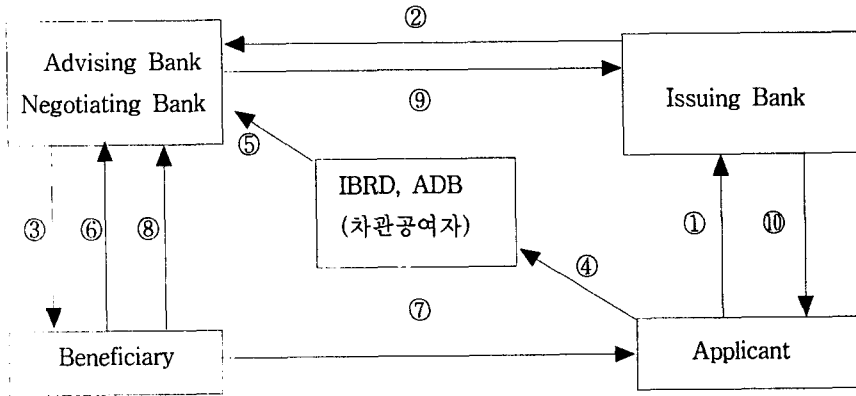 ②
Advising Bank
Negotiating Bank
⑨
Issuing Bank
⑤
IBRD, ADB
(차관공여자)
③
⑥
⑧
①
⑩
④
⑦
Beneficiary
Applicant